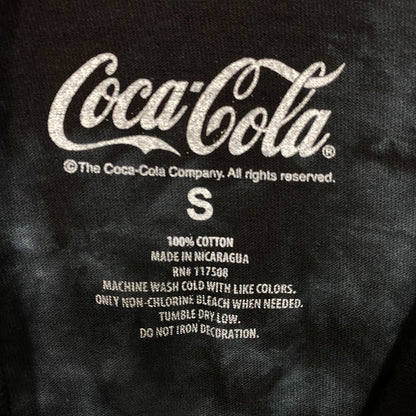 Coca-Cola®
©The Coca-Cola Company. All rights reserved.
S
100% COTTON
MADE IN NICARAGUA
RN# 117508
MACHINE WASH COLD WITH LIKE COLORS.
ONLY NON-CHLORINE BLEACH WHEN NEEDED.
TUMBLE DRY LOW.
DO NOT IRON DECORATION.